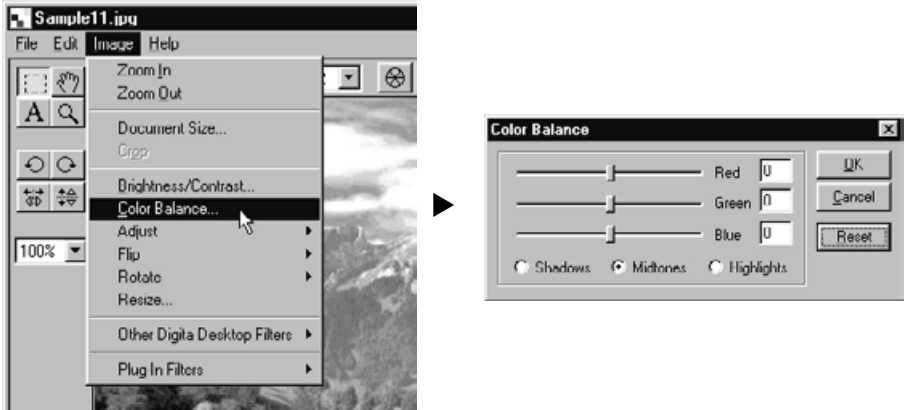 Sample11.jpg
File Edit Image Help
Zoom In
Zoom Out
Document Size...
Crop
Brightness/Contrast...
Color Balance...
Adjust
Flip
Rotate
Resize...
Other Digita Desktop Filters
Plug In Filters
A
100%
Color Balance
Red 0
Green 0
Blue 0
Shadows Midtones Highlights
OK
Cancel
Reset